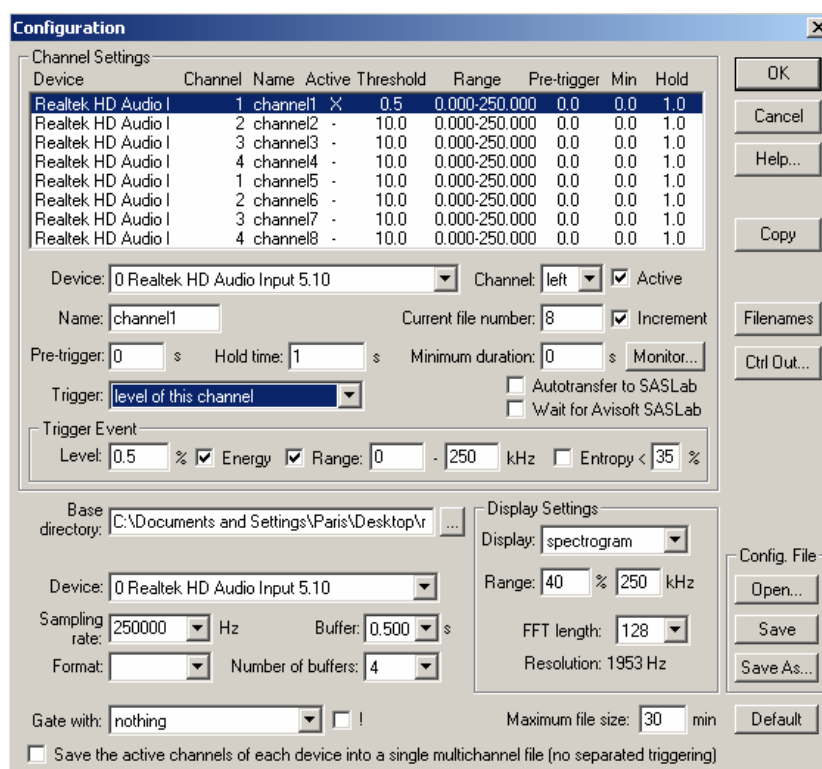 Configuration
Channel Settings
Device Channel Name Active Threshold Range Pre-trigger Min Hold
Realtek HD Audio I 1 channel1 X 0.5 0.000-250.000 0.0 0.0 1.0
Realtek HD Audio I 2 channel2 - 10.0 0.000-250.000 0.0 0.0 1.0
Realtek HD Audio I 3 channel3 - 10.0 0.000-250.000 0.0 0.0 1.0
Realtek HD Audio I 4 channel4 - 10.0 0.000-250.000 0.0 0.0 1.0
Realtek HD Audio I 1 channel5 - 10.0 0.000-250.000 0.0 0.0 1.0
Realtek HD Audio I 2 channel6 - 10.0 0.000-250.000 0.0 0.0 1.0
Realtek HD Audio I 3 channel7 - 10.0 0.000-250.000 0.0 0.0 1.0
Realtek HD Audio I 4 channel8 - 10.0 0.000-250.000 0.0 0.0 1.0
OK
Cancel
Help...
Copy
Device: 0 Realtek HD Audio Input 5.10 Channel: left Active
Name: channel1 Current file number: 8 Increment
Filenames
Pre-trigger: 0 s Hold time: 1 s Minimum duration: 0 s Monitor...
Ctrl Out...
Trigger: level of this channel
Autotransfer to SASLab
Wait for Avisoft SASLab
Trigger Event
Level: 0.5 % Energy Range: 0 - 250 kHz Entropy < 35 %
Base directory: C:\Documents and Settings\Paris\Desktop\r ...
Device: 0 Realtek HD Audio Input 5.10
Sampling rate: 250000 Hz Buffer: 0.500 s
Format: Number of buffers: 4
Display Settings
Display: spectrogram
Range: 40 % 250 kHz
FFT length: 128
Resolution: 1953 Hz
Config. File
Open...
Save
Save As...
Gate with: nothing ! Maximum file size: 30 min Default
Save the active channels of each device into a single multichannel file (no separated triggering)